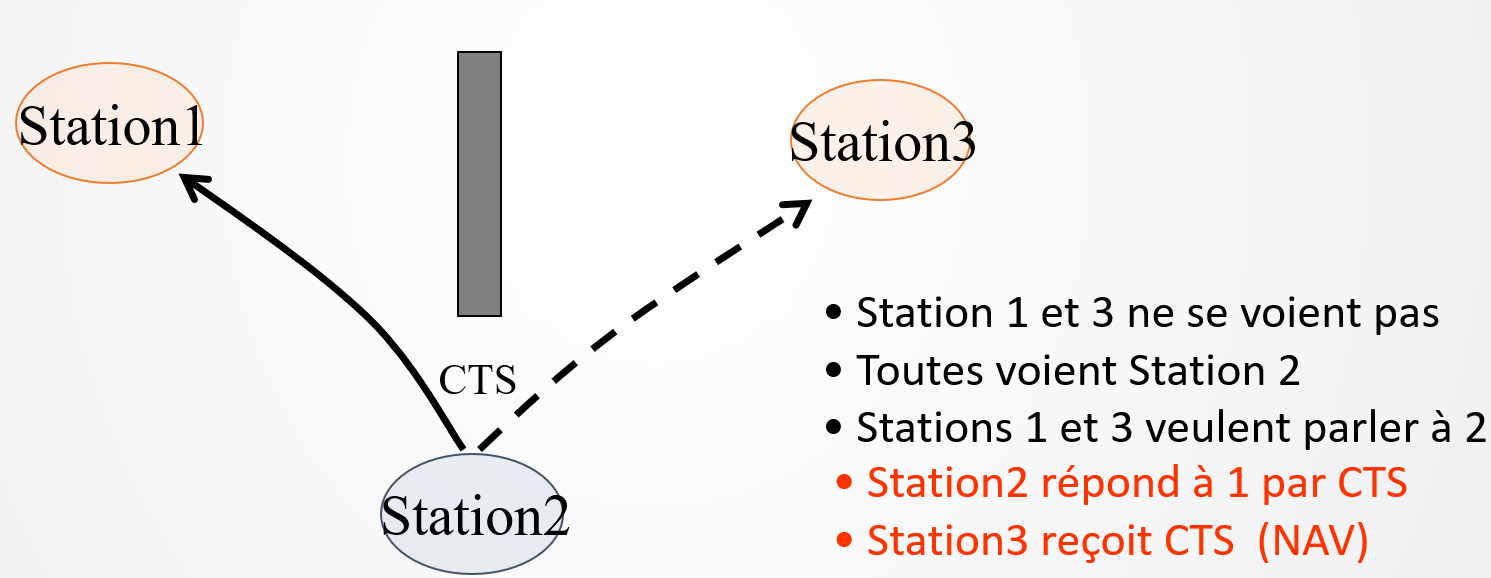 Station1
Station3
CTS
Station2
• Station 1 et 3 ne se voient pas
• Toutes voient Station 2
• Stations 1 et 3 veulent parler à 2
• Station2 répond à 1 par CTS
• Station3 reçoit CTS (NAV)